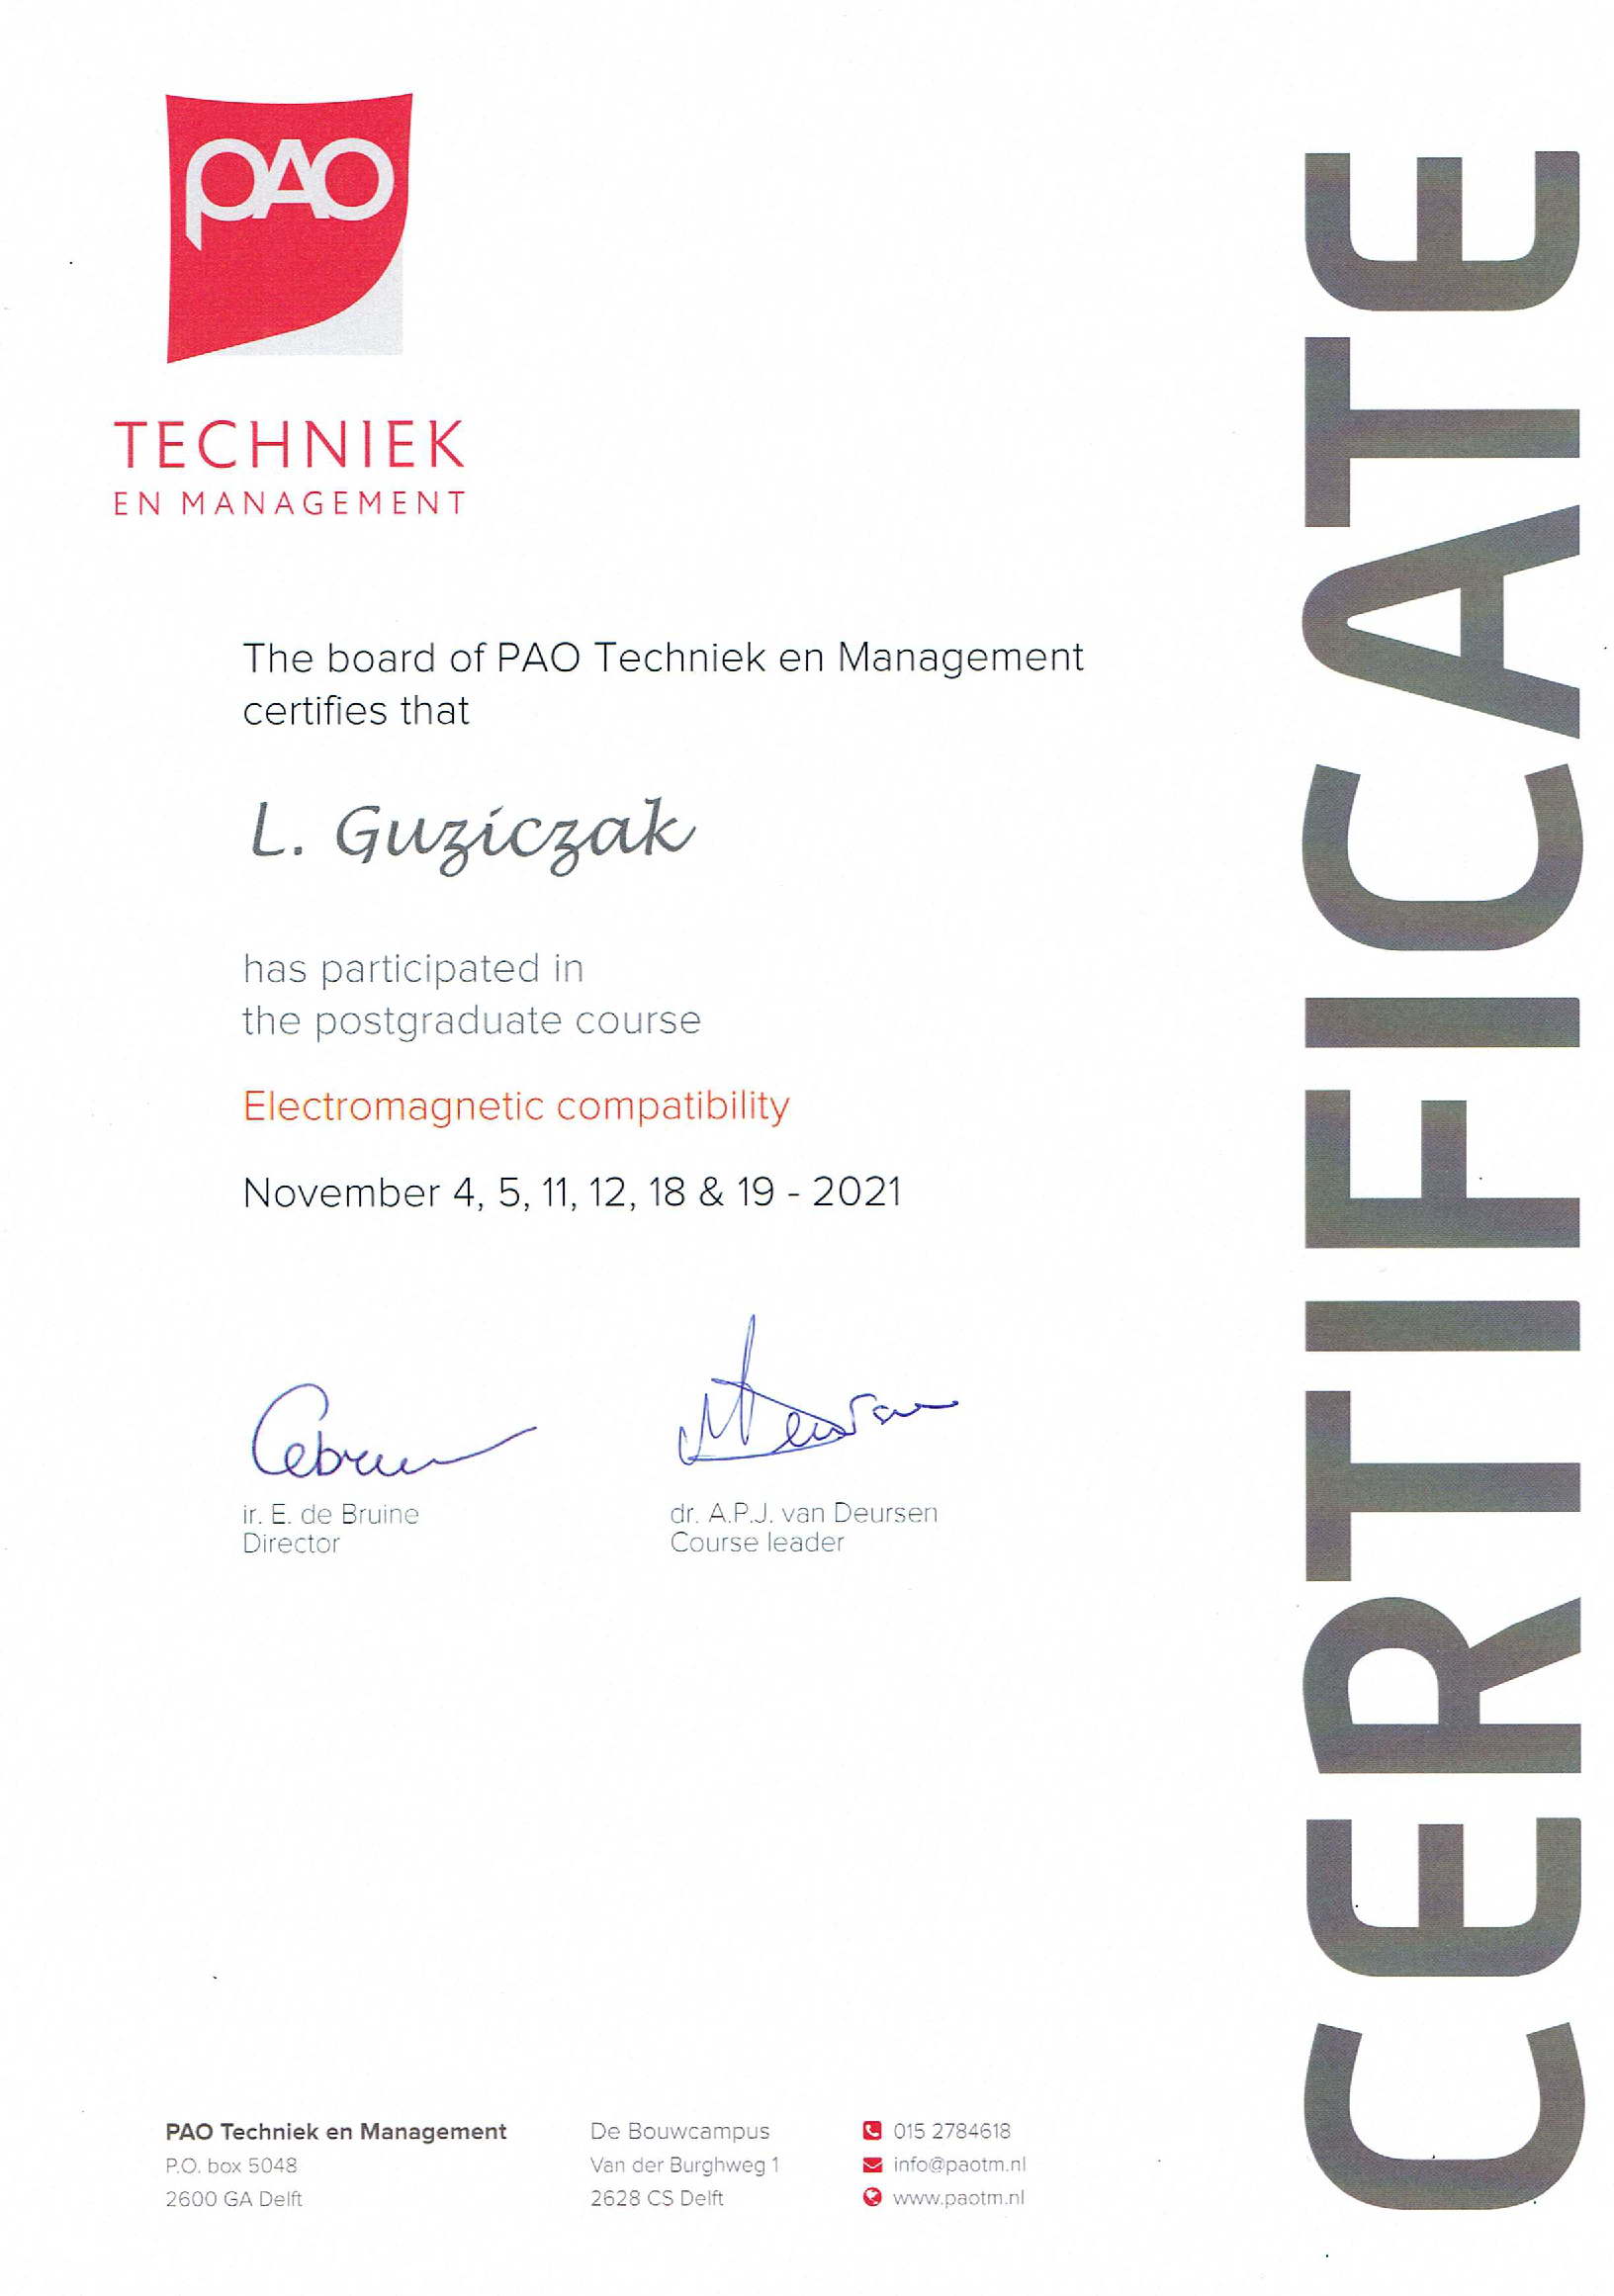 PAO
TECHNIEK
EN MANAGEMENT
CERTIFICATE
The board of PAO Techniek en Management
certifies that
L. Guziczak
has participated in
the postgraduate course
Electromagnetic compatibility
November 4, 5, 11, 12, 18 & 19 - 2021
ir. E. de Bruine
Director
dr. A.P.J. van Deursen
Course leader
PAO Techniek en Management
P.O. box 5048
2600 GA Delft
De Bouwcampus
Van der Burghweg 1
2628 CS Delft
015 2784618
info@paotm.nl
www.paotm.nl